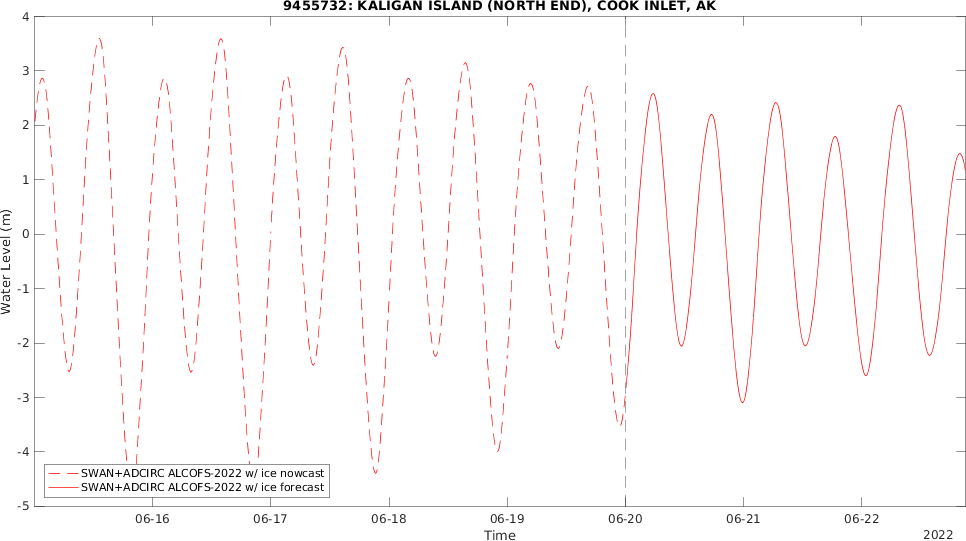 9455732: KALIGAN ISLAND (NORTH END), COOK INLET, AK
4
3
2
1
0
-1
-2
-3
-4
-5
Water Level (m)
SWAN+ADCIRC ALCOFS-2022 w/ ice nowcast
SWAN+ADCIRC ALCOFS-2022 w/ ice forecast
06-16 06-17 06-18 06-19 06-20 06-21 06-22
Time
2022